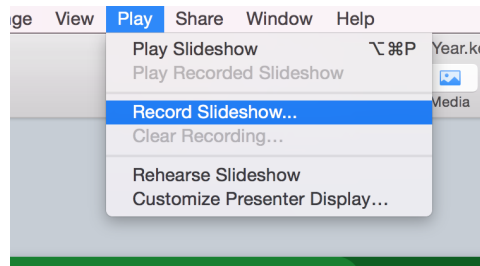 ge View Play Share Window Help
Play Slideshow ⌥⌘P
Play Recorded Slideshow
Record Slideshow...
Clear Recording...
Rehearse Slideshow
Customize Presenter Display...
Year.k
Media